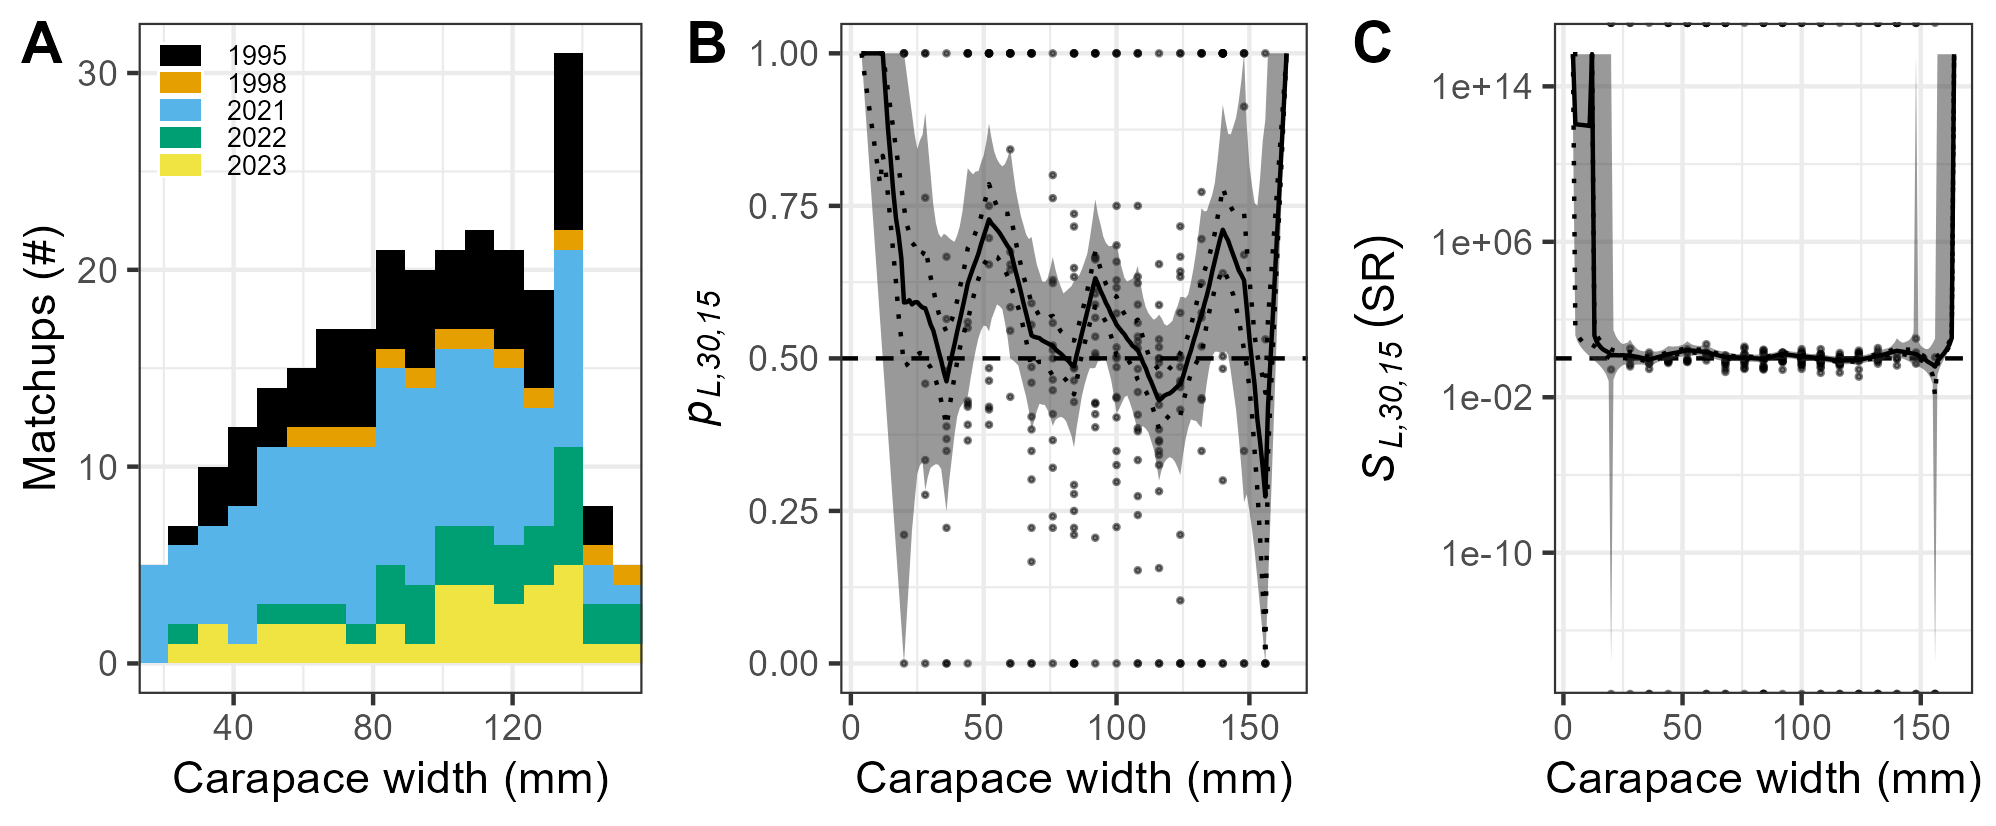 A
Matchups (#)
30
20
10
0
1995
1998
2021
2022
2023
40 80 120
Carapace width (mm)
B
pL,30,15
1.00
0.75
0.50
0.25
0.00
0 50 100 150
Carapace width (mm)
C
SL,30,15 (SR)
1e+14
1e+06
1e-02
1e-10
0 50 100 150
Carapace width (mm)